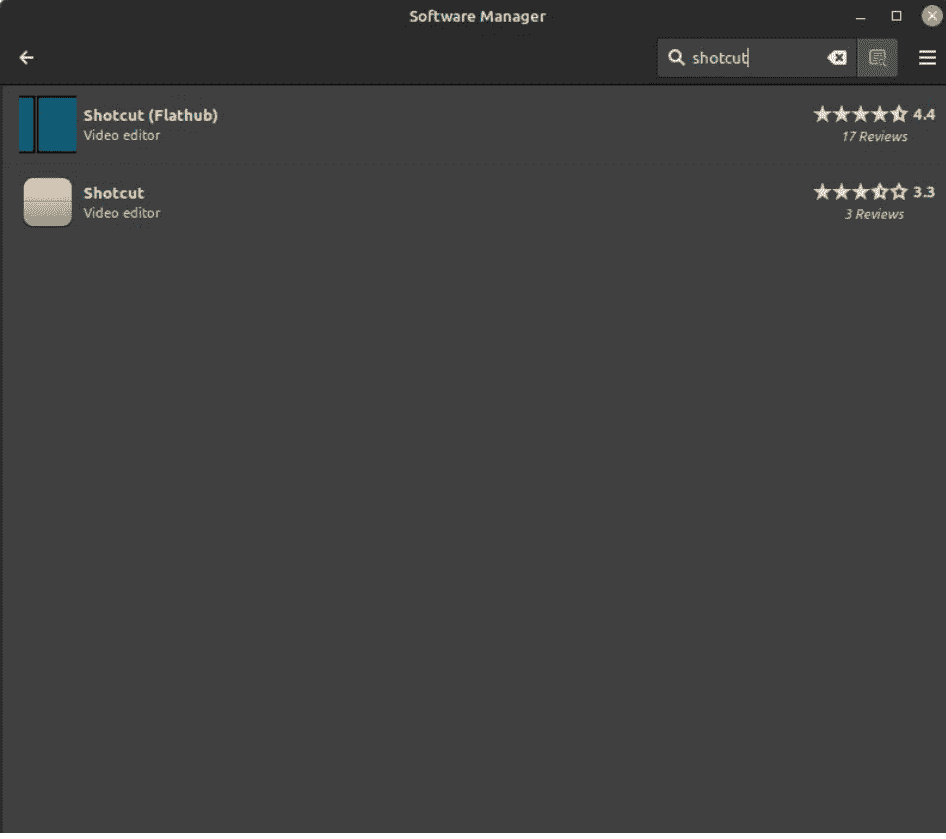 Software Manager
shotcut
Shotcut (Flathub)
4.4
Video editor
17 Reviews
Shotcut
3.3
Video editor
3 Reviews